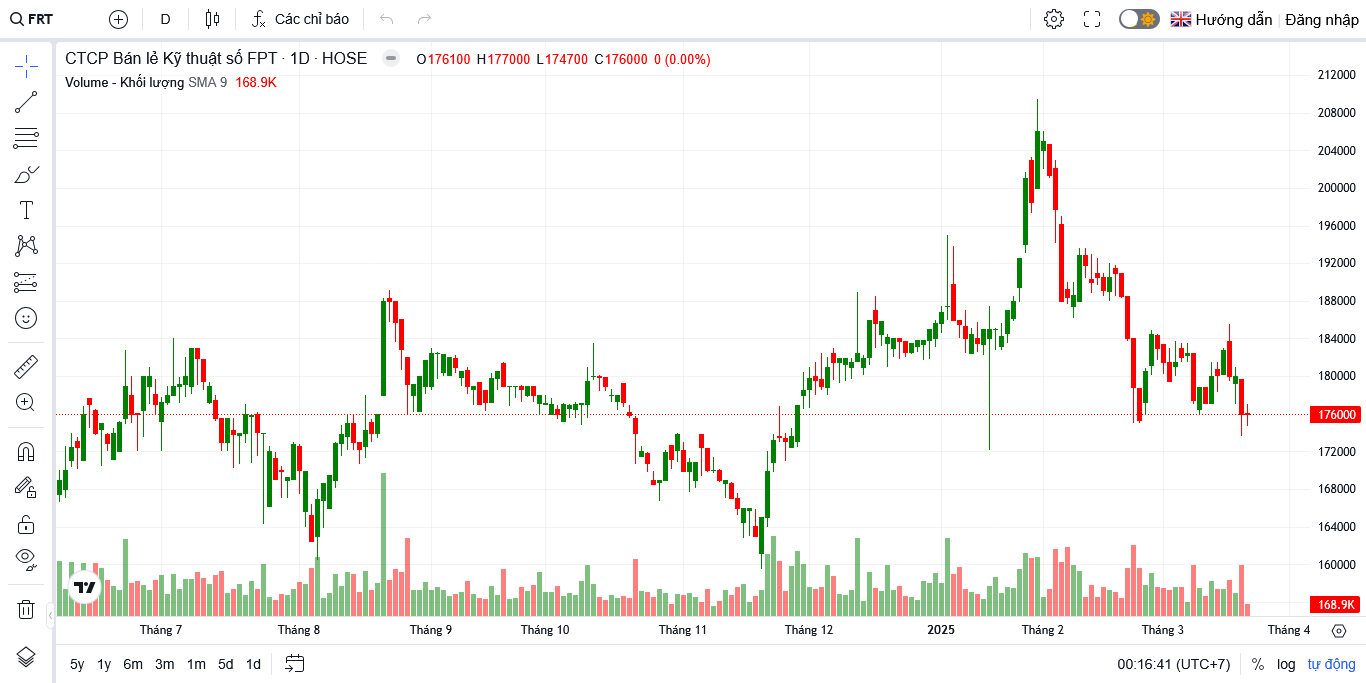 FRT D Các chỉ báo Hướng dẫn Đăng nhập
CTCP Bán lẻ Kỹ thuật số FPT · 1D · HOSE O176100 H177000 L174700 C176000 0 (0.00%)
Volume - Khối lượng SMA 9 168.9K
212000
208000
204000
200000
196000
192000
188000
184000
180000
176000
172000
168000
164000
160000
168.9K
Tháng 7 Tháng 8 Tháng 9 Tháng 10 Tháng 11 Tháng 12 2025 Tháng 2 Tháng 3 Tháng 4
5y 1y 6m 3m 1m 5d 1d 00:16:41 (UTC+7) % log tự động